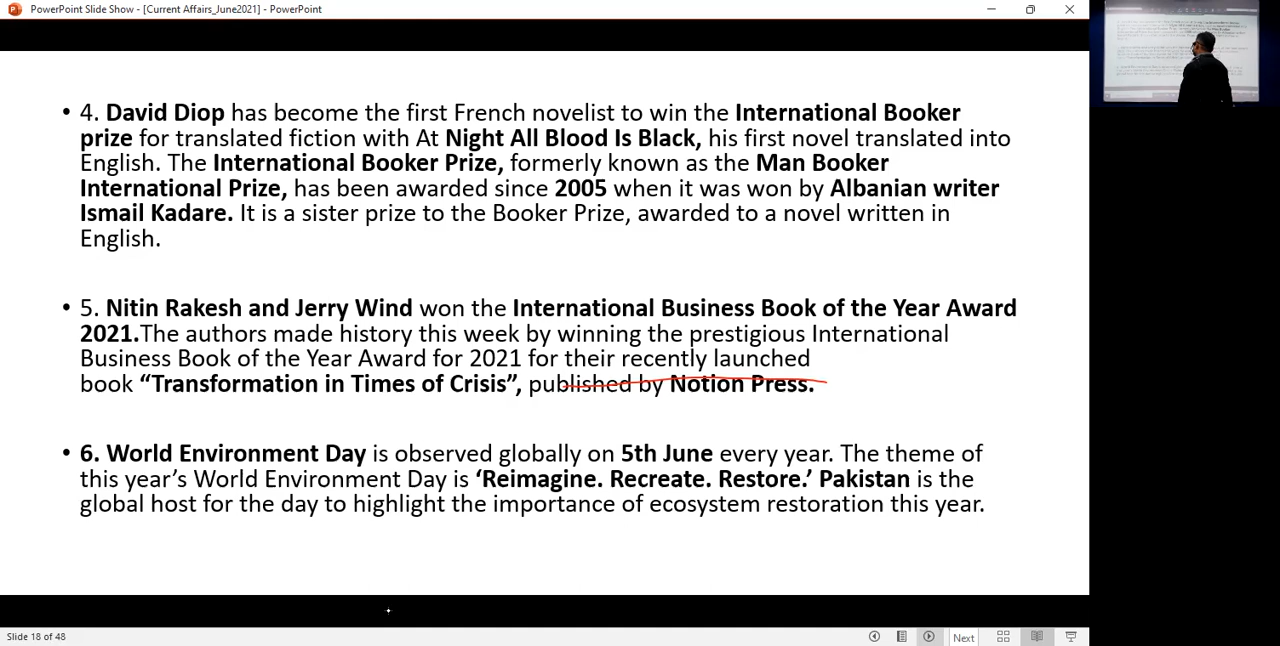 PowerPoint Slide Show - [Current Affairs_June2021] - PowerPoint
• 4. David Diop has become the first French novelist to win the International Booker
prize for translated fiction with At Night All Blood Is Black, his first novel translated into
English. The International Booker Prize, formerly known as the Man Booker
International Prize, has been awarded since 2005 when it was won by Albanian writer
Ismail Kadare. It is a sister prize to the Booker Prize, awarded to a novel written in
English.
• 5. Nitin Rakesh and Jerry Wind won the International Business Book of the Year Award
2021.The authors made history this week by winning the prestigious International
Business Book of the Year Award for 2021 for their recently launched
book “Transformation in Times of Crisis”, published by Notion Press.
• 6. World Environment Day is observed globally on 5th June every year. The theme of
this year’s World Environment Day is ‘Reimagine. Recreate. Restore.’ Pakistan is the
global host for the day to highlight the importance of ecosystem restoration this year.
Slide 18 of 48
Next